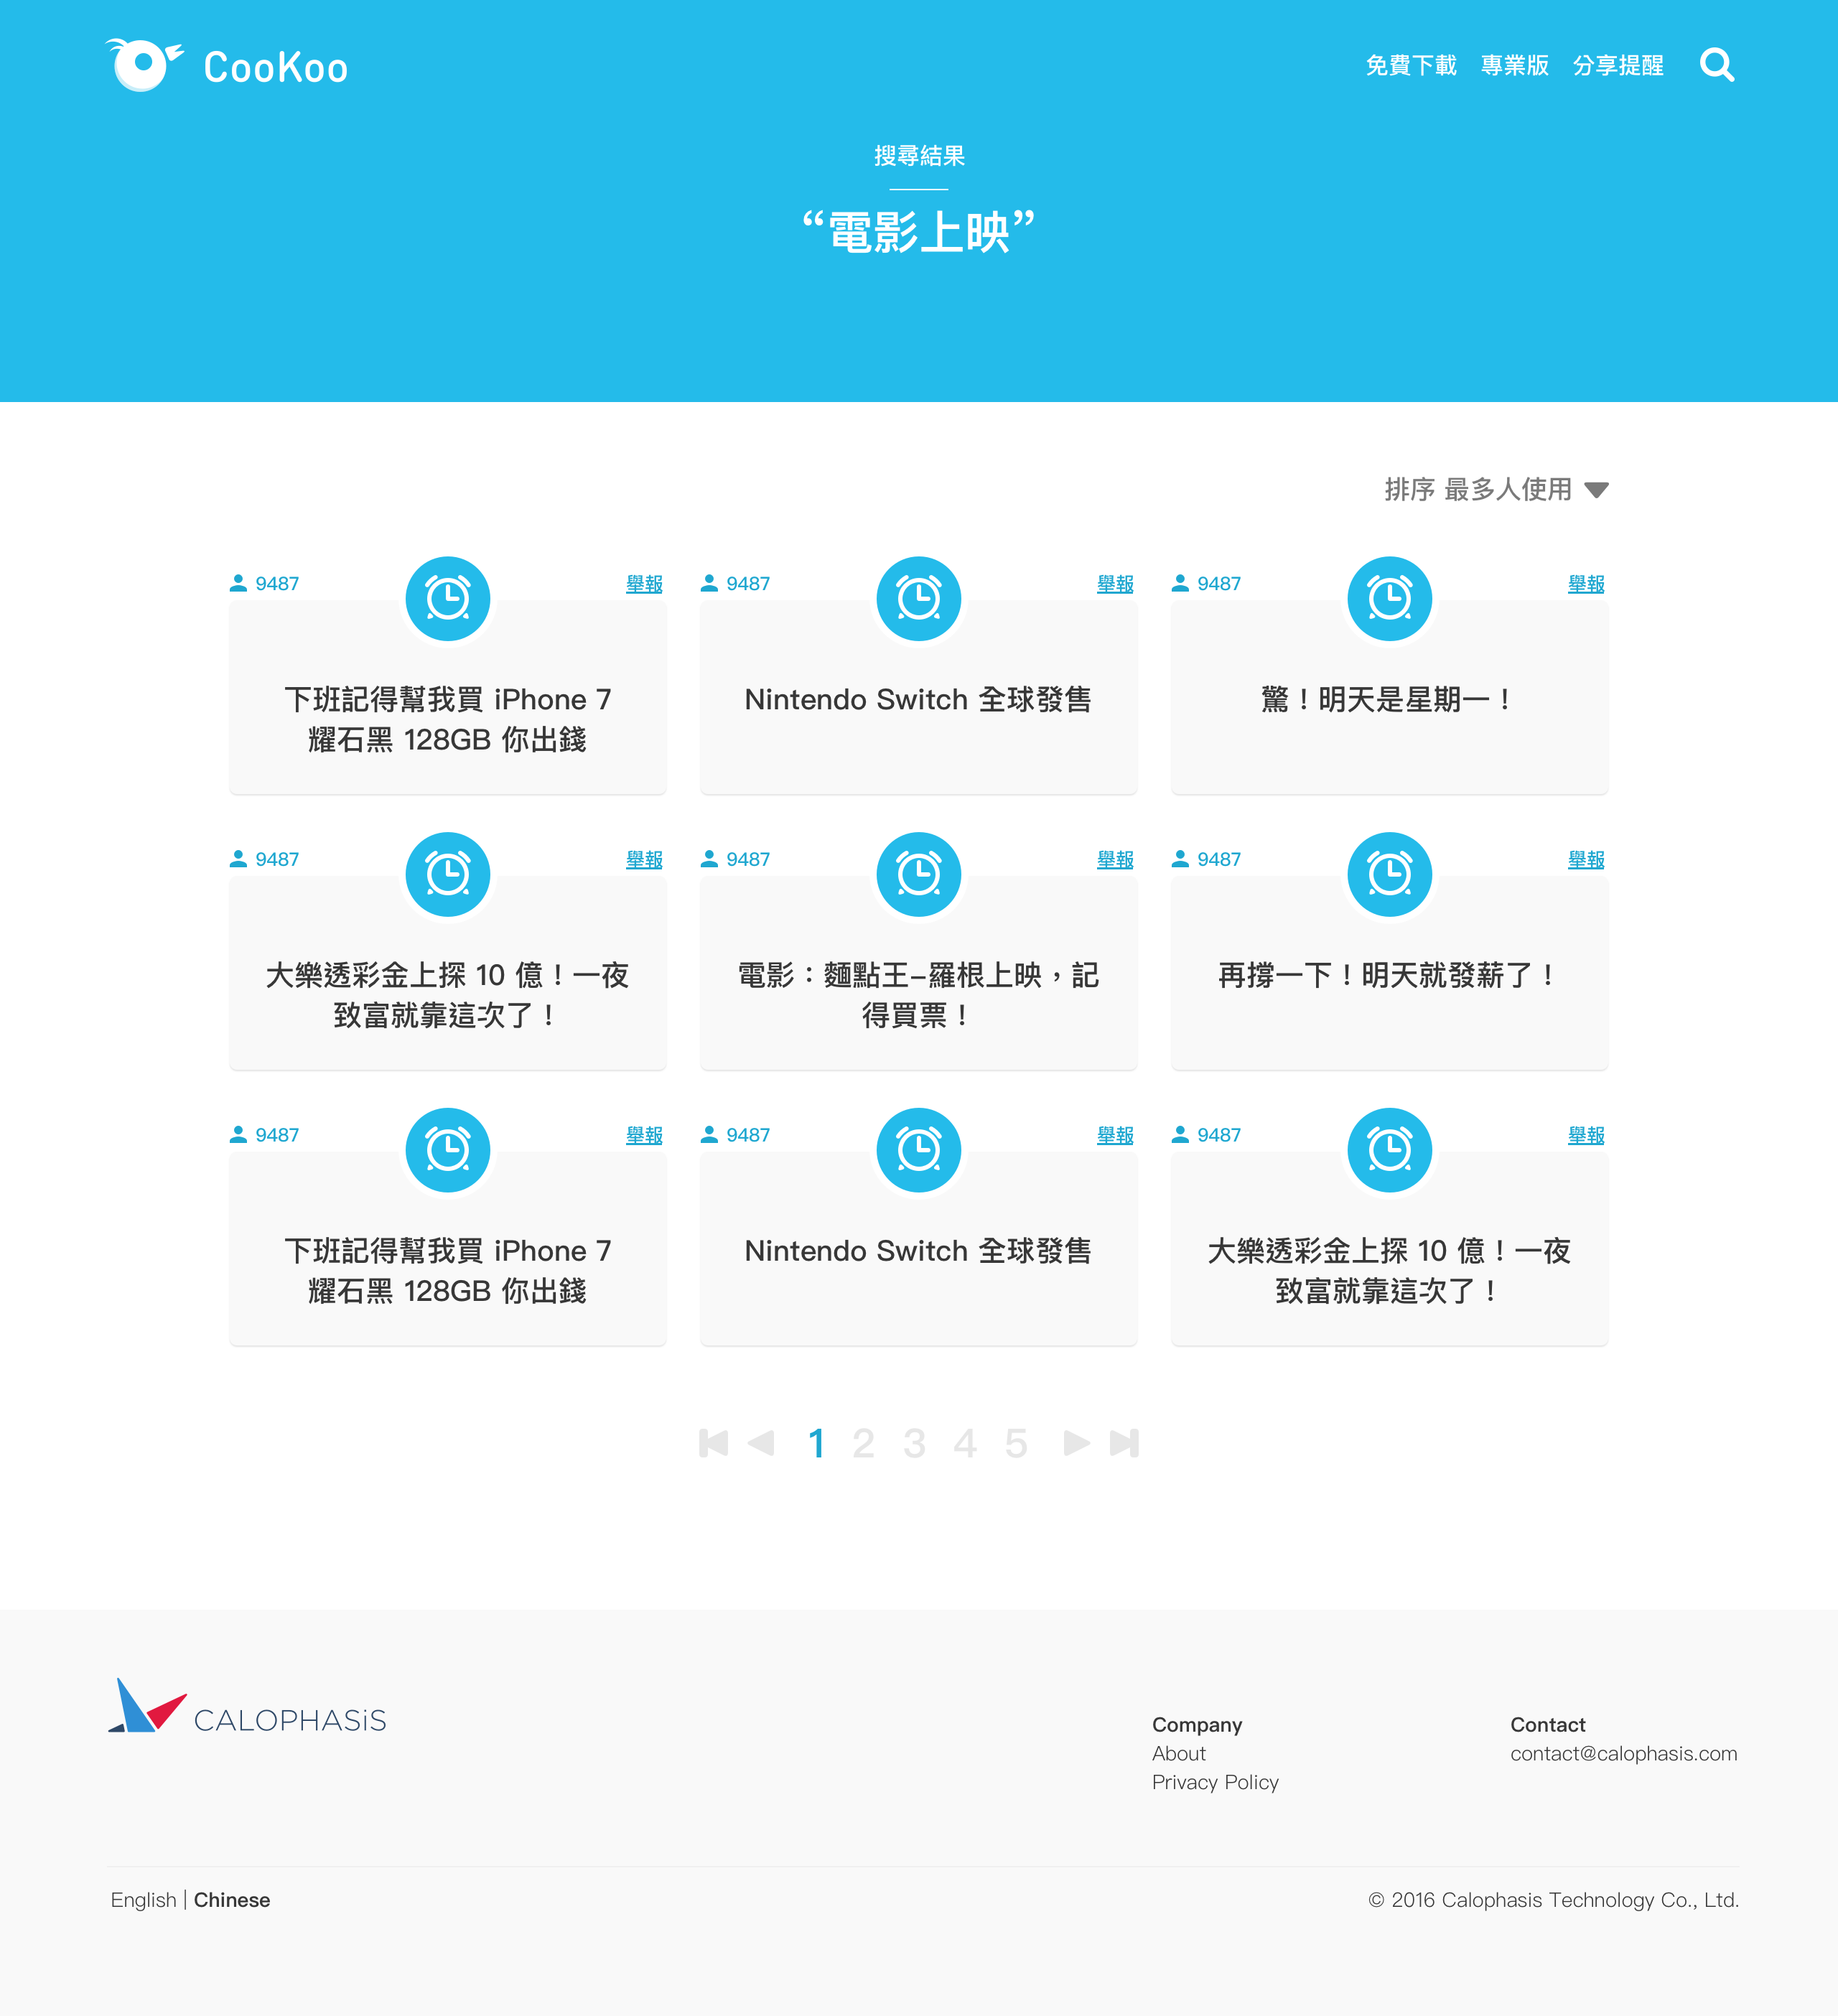 CooKoo
免費下載 專業版 分享提醒
搜尋結果
“電影上映”
排序 最多人使用
9487 舉報
下班記得幫我買 iPhone 7
耀石黑 128GB 你出錢
9487 舉報
Nintendo Switch 全球發售
9487 舉報
驚！明天是星期一！
9487 舉報
大樂透彩金上探 10 億！一夜
致富就靠這次了！
9487 舉報
電影：麵點王–羅根上映，記
得買票！
9487 舉報
再撐一下！明天就發薪了！
9487 舉報
下班記得幫我買 iPhone 7
耀石黑 128GB 你出錢
9487 舉報
Nintendo Switch 全球發售
9487 舉報
大樂透彩金上探 10 億！一夜
致富就靠這次了！
1 2 3 4 5
CALOPHASiS
Company
About
Privacy Policy
Contact
contact@calophasis.com
English | Chinese
© 2016 Calophasis Technology Co., Ltd.